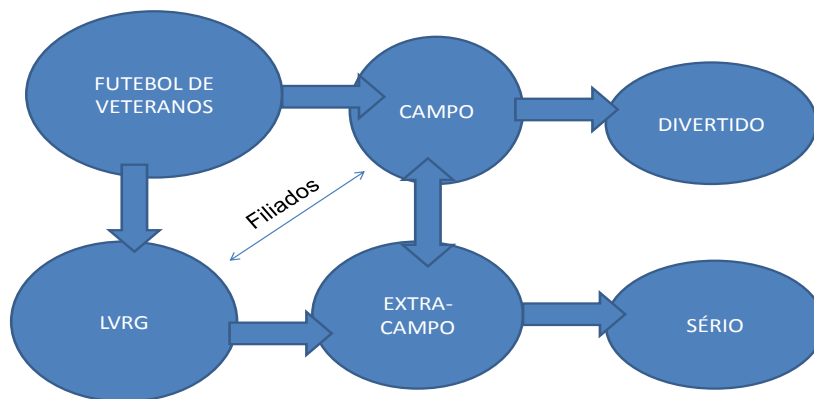 FUTEBOL DE
VETERANOS
CAMPO
DIVERTIDO
Filiados
LVRG
EXTRA-
CAMPO
SÉRIO